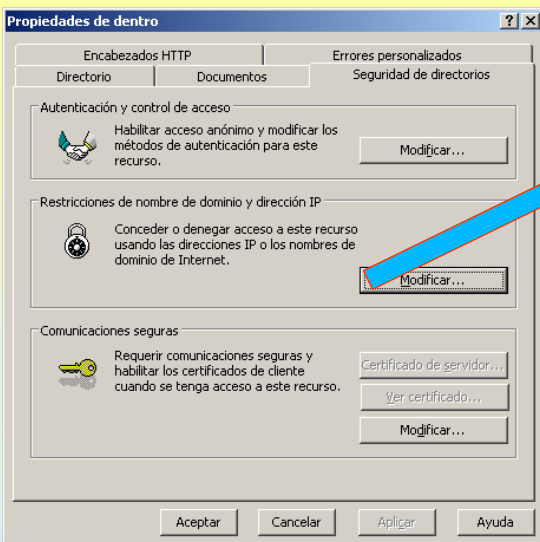 Propiedades de dentro
Encabezados HTTP
Errores personalizados
Directorio
Documentos
Seguridad de directorios
Autenticación y control de acceso
Habilitar acceso anónimo y modificar los
métodos de autenticación para este
recurso.
Modificar...
Restricciones de nombre de dominio y dirección IP
Conceder o denegar acceso a este recurso
usando las direcciones IP o los nombres de
dominio de Internet.
Modificar...
Comunicaciones seguras
Requerir comunicaciones seguras y
habilitar los certificados de cliente
cuando se tenga acceso a este recurso.
Certificado de servidor...
Ver certificado...
Modificar...
Aceptar
Cancelar
Aplicar
Ayuda